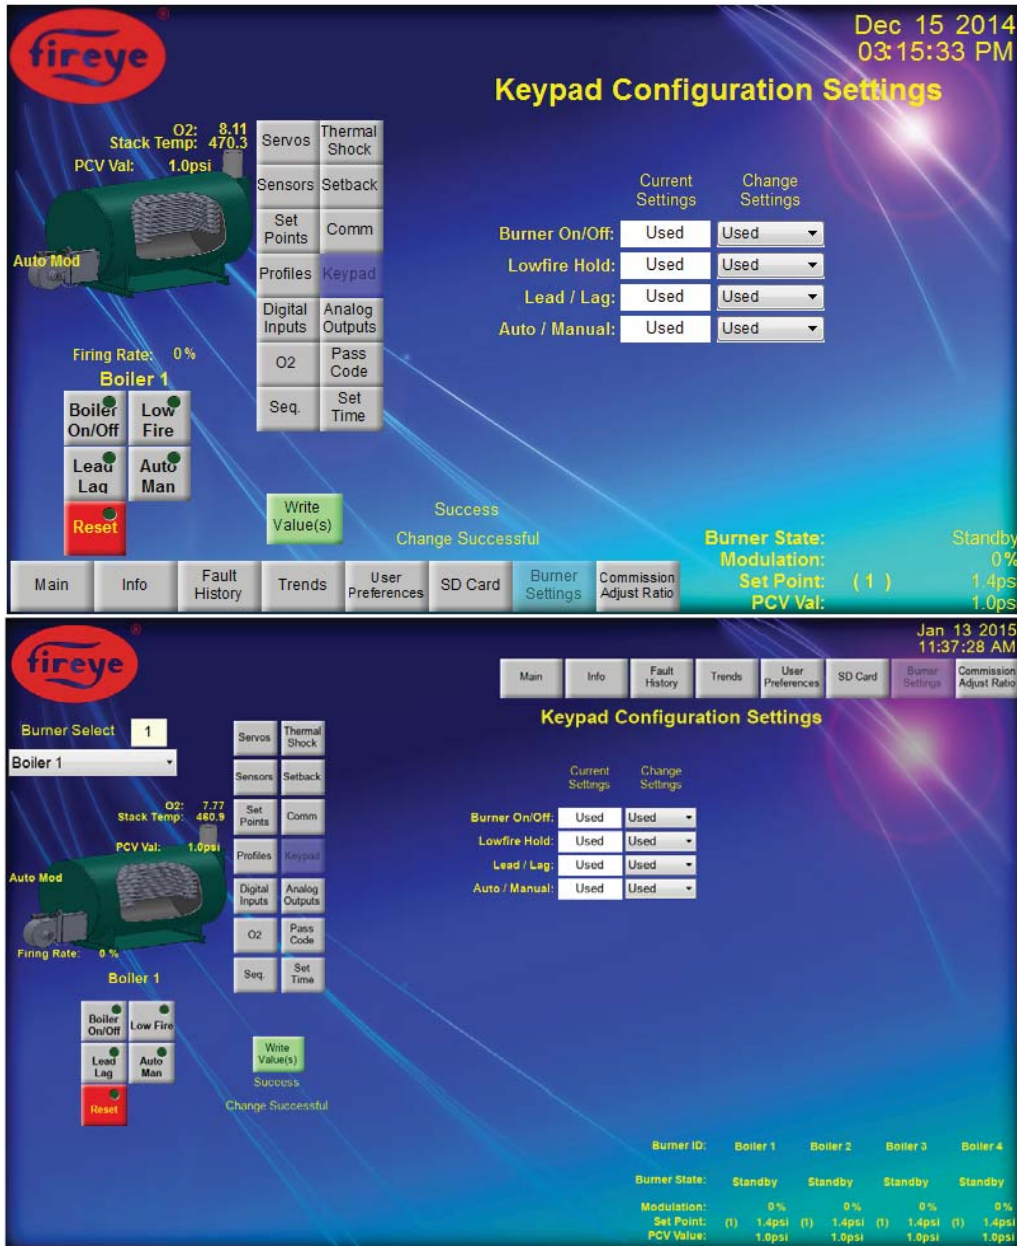 fireye
®
Dec 15 2014
03:15:33 PM
Keypad Configuration Settings
O2: 8.11
Stack Temp: 470.3
PCV Val: 1.0psi
Auto Mod
Firing Rate: 0 %
Boiler 1
Boiler On/Off
Low Fire
Lead Lag
Auto Man
Reset
Servos
Thermal Shock
Sensors
Setback
Set Points
Comm
Profiles
Keypad
Digital Inputs
Analog Outputs
O2
Pass Code
Seq.
Set Time
Current Settings
Change Settings
Burner On/Off: Used Used
Lowfire Hold: Used Used
Lead / Lag: Used Used
Auto / Manual: Used Used
Write Value(s)
Success
Change Successful
Burner State: Standby
Modulation: 0 %
Set Point: ( 1 ) 1.4ps
PCV Val: 1.0ps
Main
Info
Fault History
Trends
User Preferences
SD Card
Burner Settings
Commission Adjust Ratio
fireye
®
Jan 13 2015
11:37:28 AM
Main
Info
Fault History
Trends
User Preferences
SD Card
Burner Settings
Commission Adjust Ratio
Keypad Configuration Settings
Burner Select 1
Boiler 1
O2: 7.77
Stack Temp: 460.9
PCV Val: 1.0psi
Auto Mod
Firing Rate: 0 %
Boiler 1
Boiler On/Off
Low Fire
Lead Lag
Auto Man
Reset
Servos
Thermal Shock
Sensors
Setback
Set Points
Comm
Profiles
Keypad
Digital Inputs
Analog Outputs
O2
Pass Code
Seq.
Set Time
Current Settings
Change Settings
Burner On/Off: Used Used
Lowfire Hold: Used Used
Lead / Lag: Used Used
Auto / Manual: Used Used
Write Value(s)
Success
Change Successful
Burner ID: Boiler 1 Boiler 2 Boiler 3 Boiler 4
Burner State: Standby Standby Standby Standby
Modulation: 0 % 0 % 0 % 0 %
Set Point: (1) 1.4psi (1) 1.4psi (1) 1.4psi (1) 1.4psi
PCV Value: 1.0psi 1.0psi 1.0psi 1.0psi